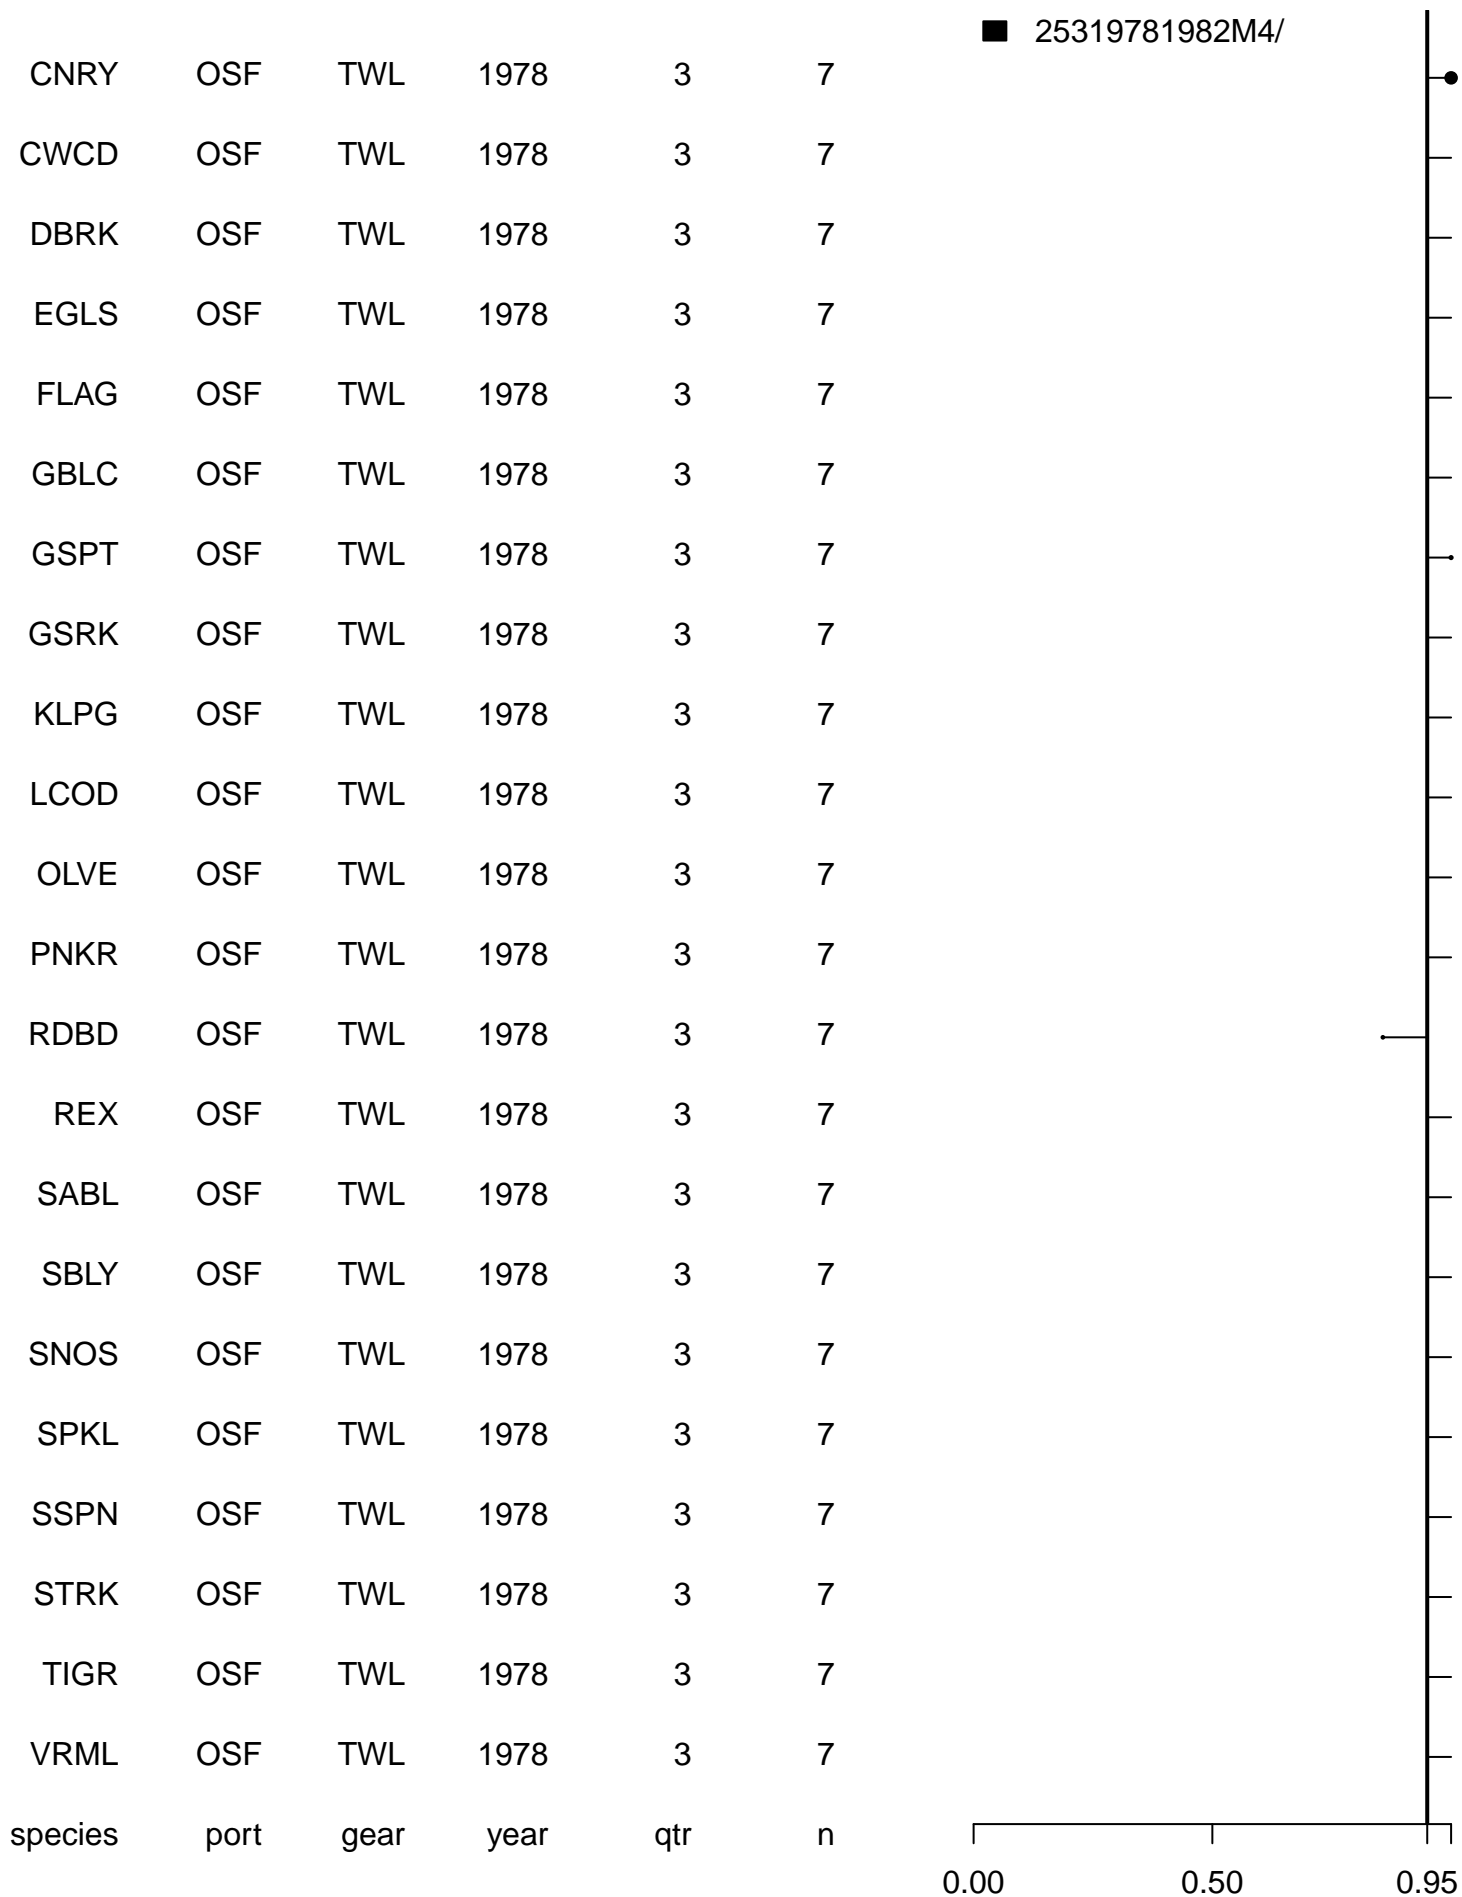 25319781982M4/
CNRY OSF TWL 1978 3 7
CWCD OSF TWL 1978 3 7
DBRK OSF TWL 1978 3 7
EGLS OSF TWL 1978 3 7
FLAG OSF TWL 1978 3 7
GBLC OSF TWL 1978 3 7
GSPT OSF TWL 1978 3 7
GSRK OSF TWL 1978 3 7
KLPG OSF TWL 1978 3 7
LCOD OSF TWL 1978 3 7
OLVE OSF TWL 1978 3 7
PNKR OSF TWL 1978 3 7
RDBD OSF TWL 1978 3 7
REX OSF TWL 1978 3 7
SABL OSF TWL 1978 3 7
SBLY OSF TWL 1978 3 7
SNOS OSF TWL 1978 3 7
SPKL OSF TWL 1978 3 7
SSPN OSF TWL 1978 3 7
STRK OSF TWL 1978 3 7
TIGR OSF TWL 1978 3 7
VRML OSF TWL 1978 3 7
species port gear year qtr n
0.00 0.50 0.95